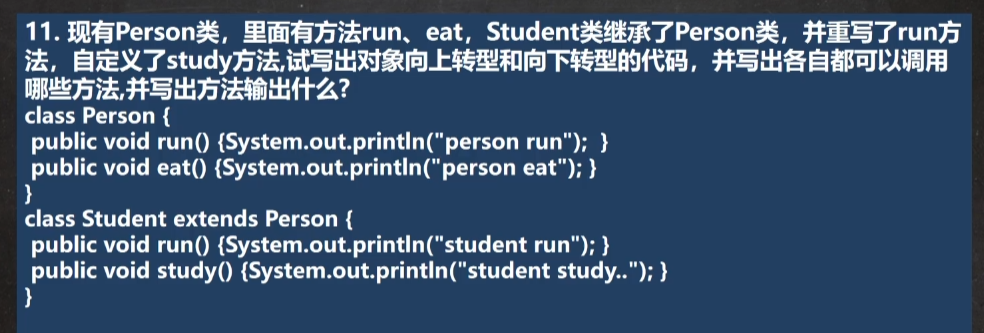 11. 现有Person类，里面有方法run、eat，Student类继承了Person类，并重写了run方
法，自定义了study方法,试写出对象向上转型和向下转型的代码，并写出各自都可以调用
哪些方法,并写出方法输出什么?
class Person {
public void run() {System.out.println("person run");  }
public void eat() {System.out.println("person eat"); }
}
class Student extends Person {
public void run() {System.out.println("student run"); }
public void study() {System.out.println("student study.."); }
}